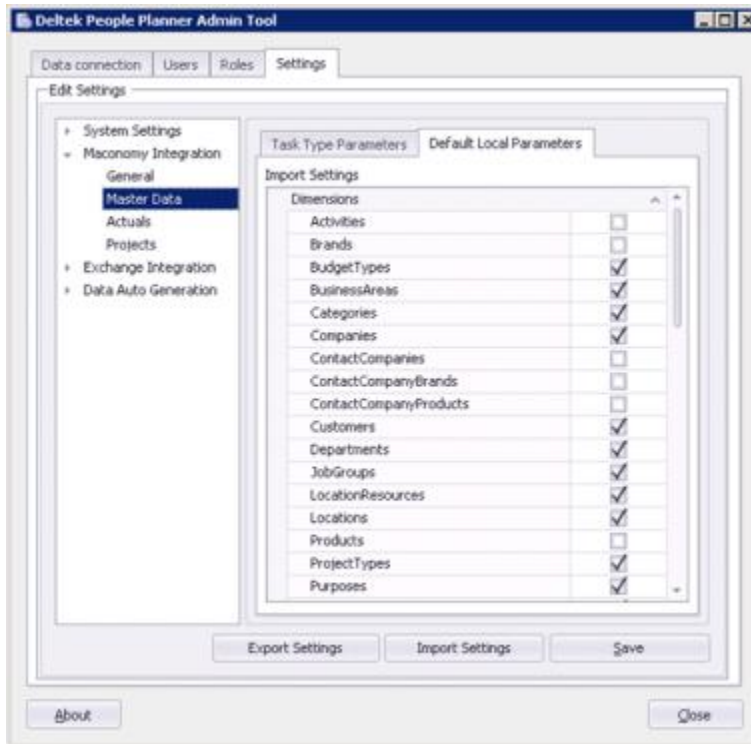 Deltek People Planner Admin Tool
Data connection Users Roles Settings
Edit Settings
System Settings
Maconomy Integration
General
Master Data
Actuals
Projects
Exchange Integration
Data Auto Generation
Task Type Parameters Default Local Parameters
Import Settings
Dimensions
Activities
Brands
BudgetTypes
BusinessAreas
Categories
Companies
ContactCompanies
ContactCompanyBrands
ContactCompanyProducts
Customers
Departments
JobGroups
LocationResources
Locations
Products
ProjectTypes
Purposes
Export Settings Import Settings Save
About Close